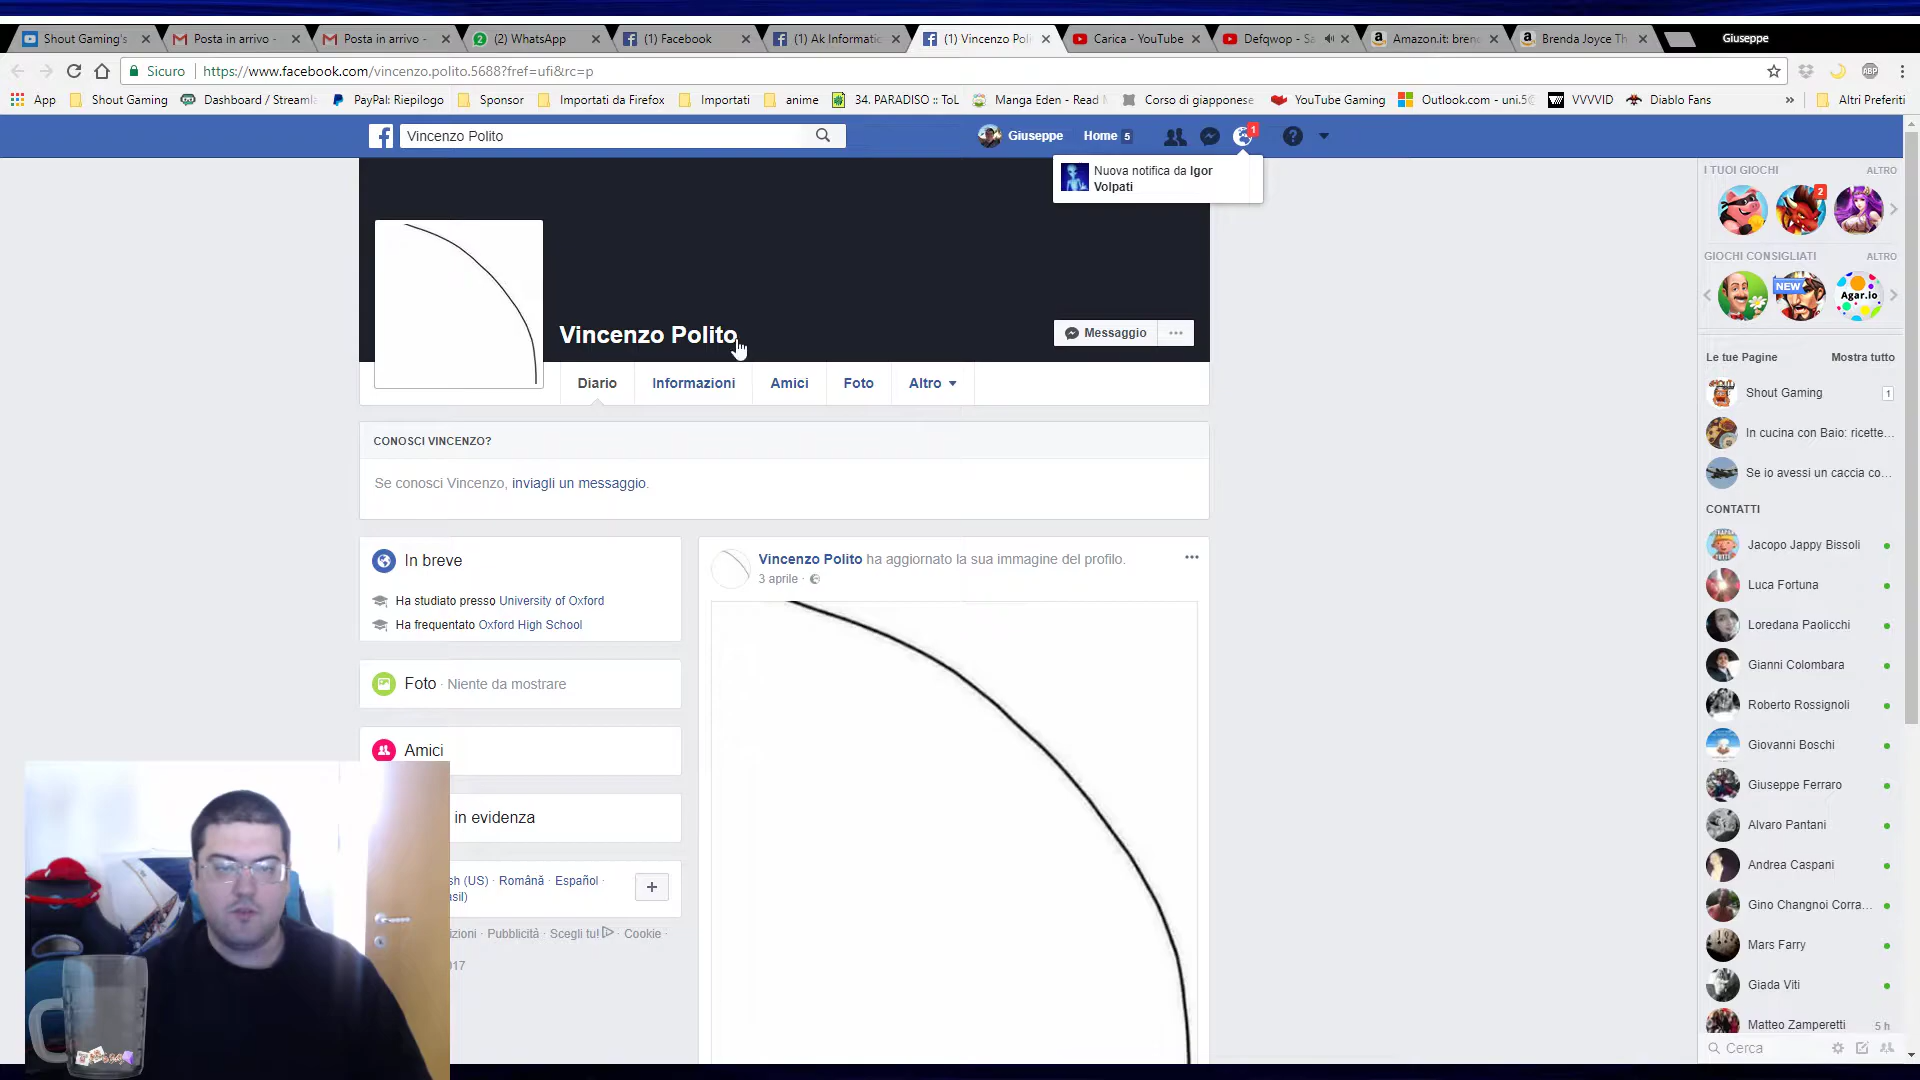 Shout Gaming's
Posta in arrivo -
Posta in arrivo -
(2) WhatsApp
(1) Facebook
(1) Ak Informatic
(1) Vincenzo Poli
Carica - YouTube
Defqwop - Sa
Amazon.it: bren
Brenda Joyce Th
Giuseppe
Sicuro
https://www.facebook.com/vincenzo.polito.5688?fref=ufi&rc=p
ABP
App
Shout Gaming
Dashboard / Streaml
PayPal: Riepilogo
Sponsor
Importati da Firefox
Importati
anime
34. PARADISO :: ToL
Manga Eden - Read
Corso di giapponese
YouTube Gaming
Outlook.com - uni.5
VVVVID
Diablo Fans
»
Altri Preferiti
Vincenzo Polito
Giuseppe
Home 5
1
Nuova notifica da Igor
Volpati
Vincenzo Polito
Messaggio
Diario
Informazioni
Amici
Foto
Altro
CONOSCI VINCENZO?
Se conosci Vincenzo, inviagli un messaggio.
In breve
Ha studiato presso University of Oxford
Ha frequentato Oxford High School
Foto · Niente da mostrare
Amici
in evidenza
sh (US) · Română · Español ·
sil)
izioni · Pubblicità · Scegli tu! · Cookie ·
17
Vincenzo Polito ha aggiornato la sua immagine del profilo.
3 aprile ·
I TUOI GIOCHI
ALTRO
2
GIOCHI CONSIGLIATI
ALTRO
NEW
Agar.io
Le tue Pagine
Mostra tutto
Shout Gaming
1
In cucina con Baio: ricette...
Se io avessi un caccia co...
CONTATTI
Jacopo Jappy Bissoli
Luca Fortuna
Loredana Paolicchi
Gianni Colombara
Roberto Rossignoli
Giovanni Boschi
Giuseppe Ferraro
Alvaro Pantani
Andrea Caspani
Gino Changnoi Corra...
Mars Farry
Giada Viti
Matteo Zamperetti
5 h
Cerca